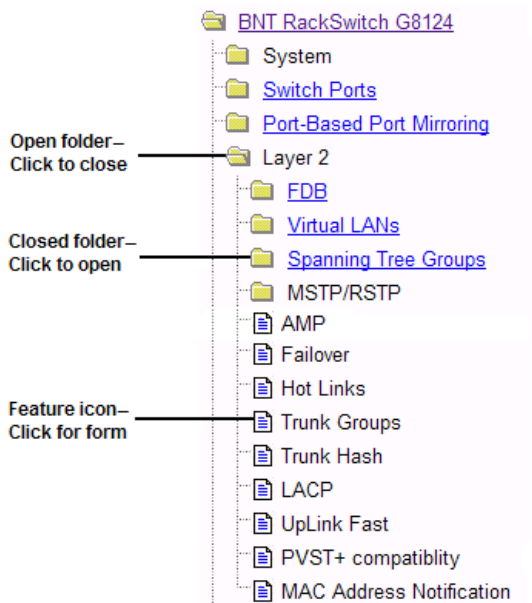 BNT RackSwitch G8124
System
Switch Ports
Port-Based Port Mirroring
Open folder–
Click to close
Layer 2
FDB
Virtual LANs
Closed folder–
Click to open
Spanning Tree Groups
MSTP/RSTP
AMP
Failover
Hot Links
Feature icon–
Click for form
Trunk Groups
Trunk Hash
LACP
UpLink Fast
PVST+ compatiblity
MAC Address Notification